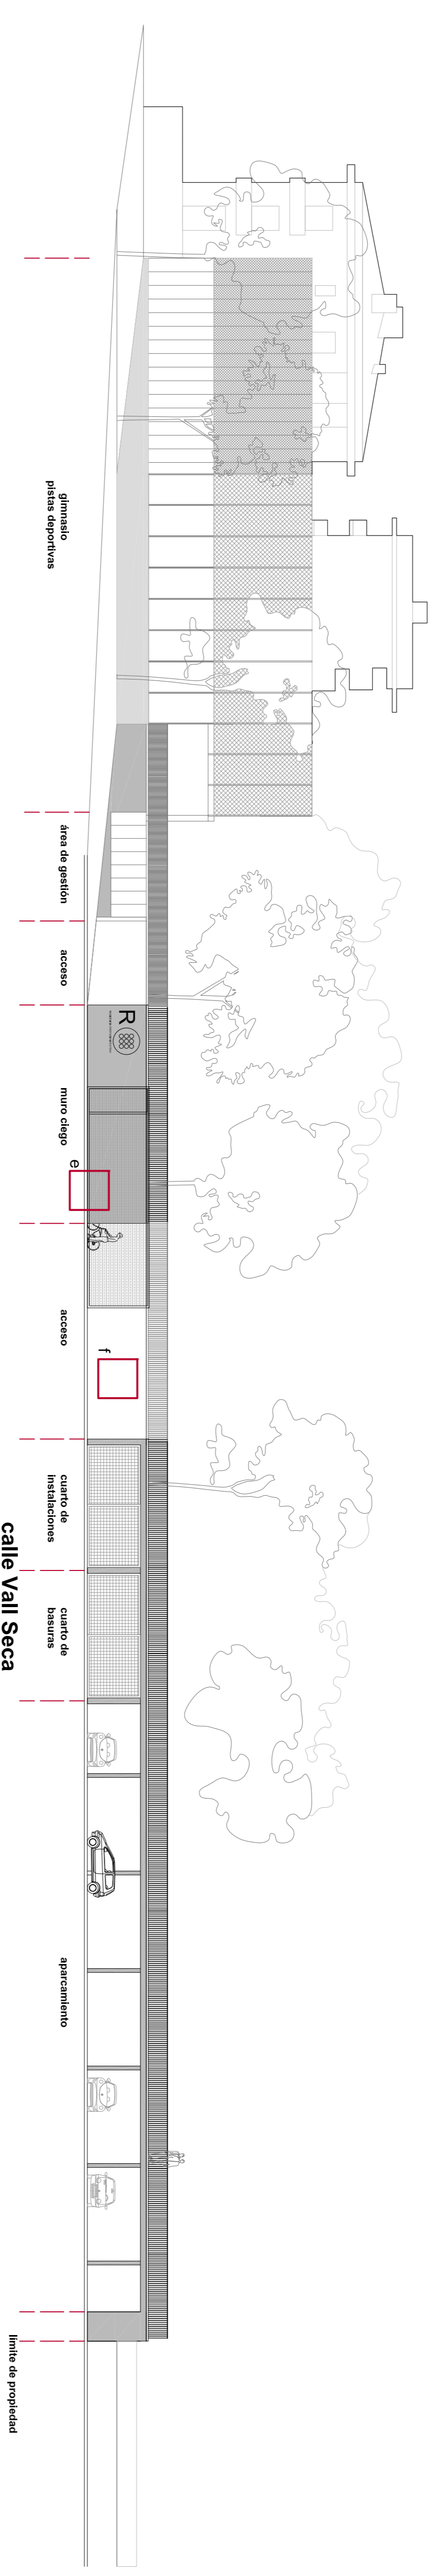 gimnasio
pistas deportivas
área de gestión
acceso
R
muro ciego
e
acceso
f
cuarto de
instalaciones
cuarto de
basuras
aparcamiento
límite de propiedad
calle Vall Seca